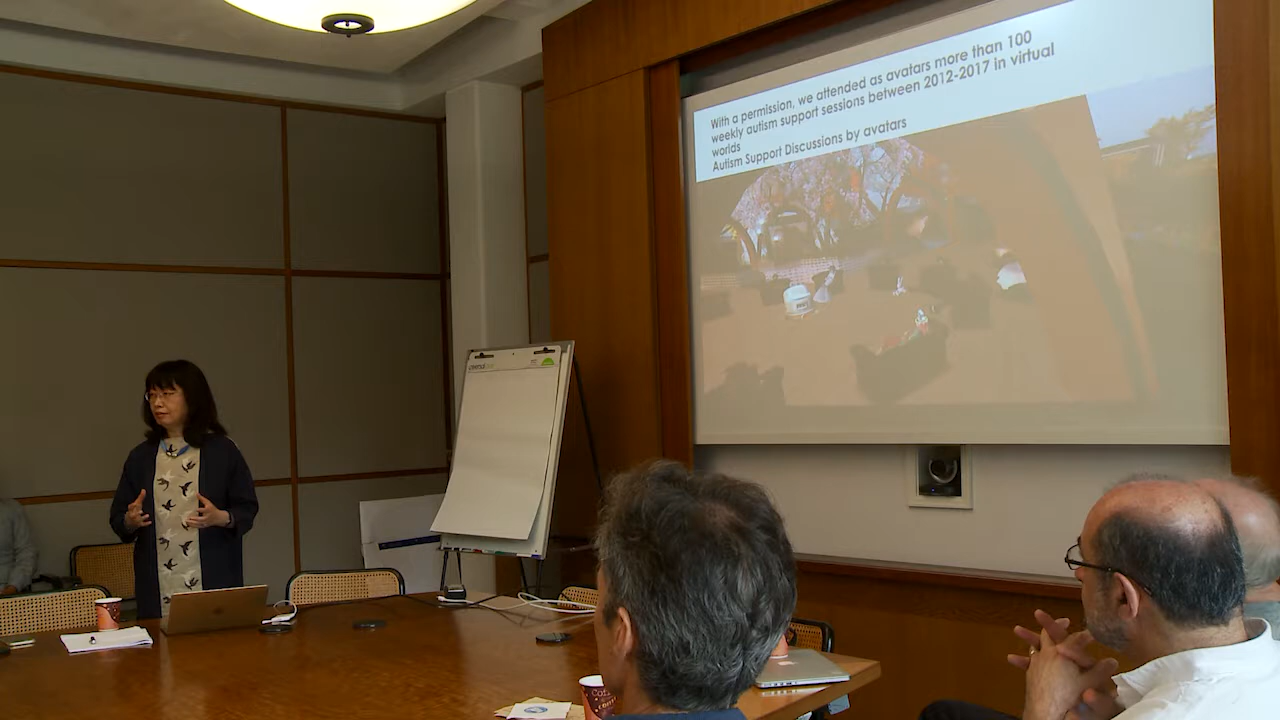 With a permission, we attended as avatars more than 100
weekly autism support sessions between 2012-2017 in virtual
worlds
Autism Support Discussions by avatars